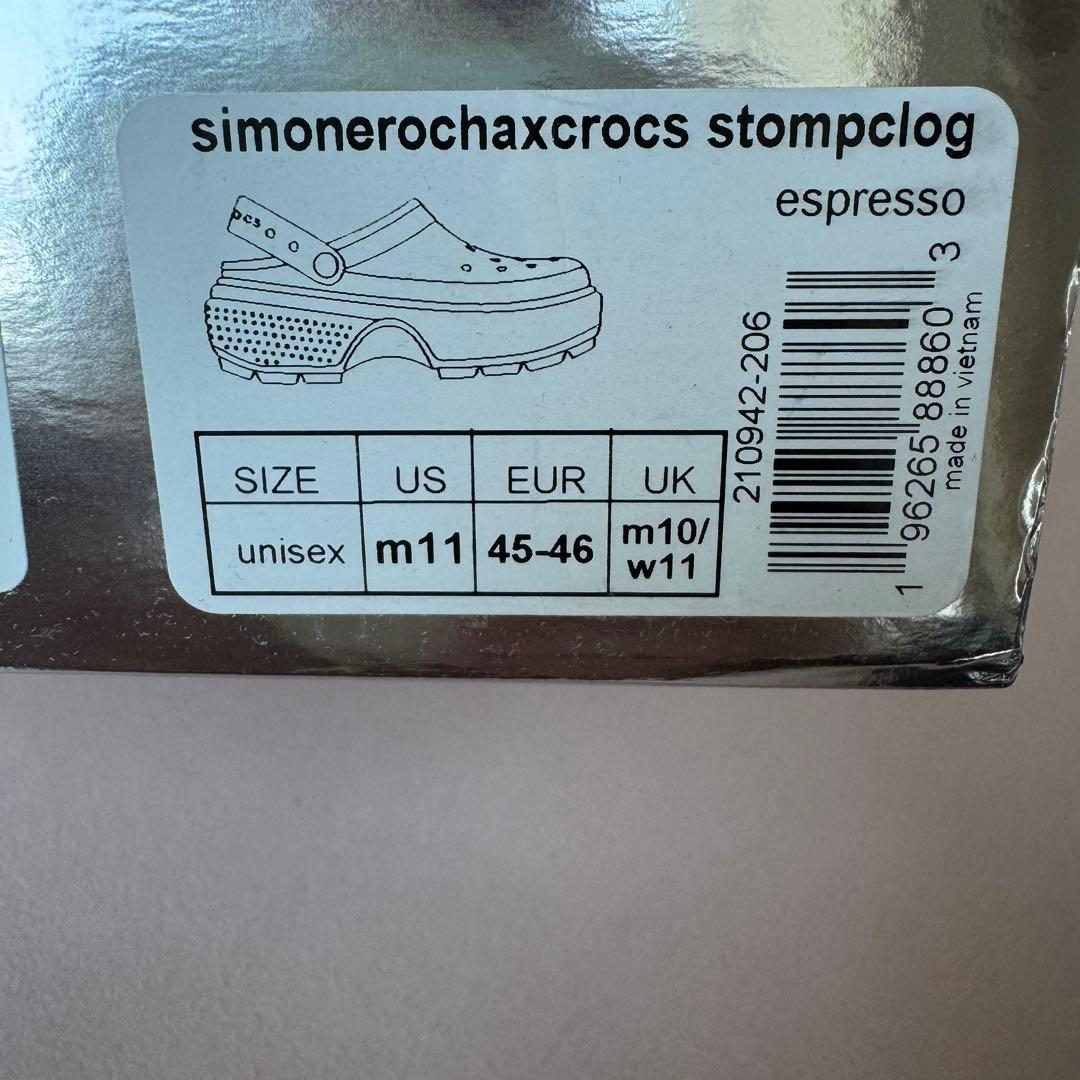 simonerochaxcrocs stompclog
espresso
ocs
SIZE US EUR UK
unisex m11 45-46 m10/w11
210942-206
1 96265 88860 3
made in vietnam